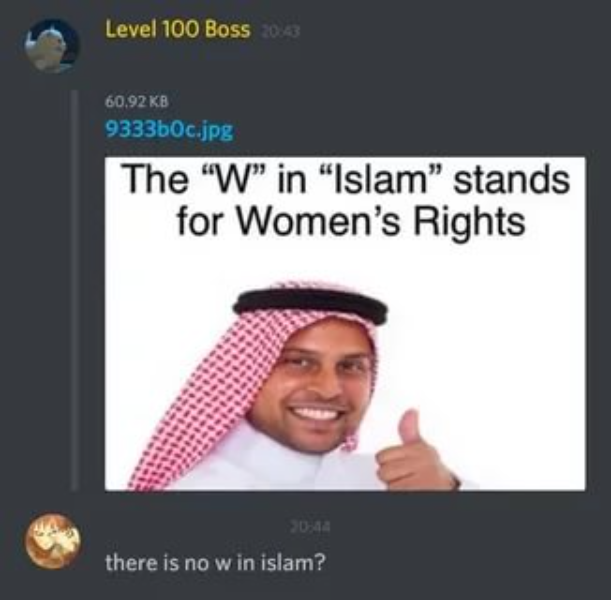 Level 100 Boss 20:43
60.92 KB
9333b0c.jpg
The “W” in “Islam” stands
for Women’s Rights
20:44
there is no w in islam?